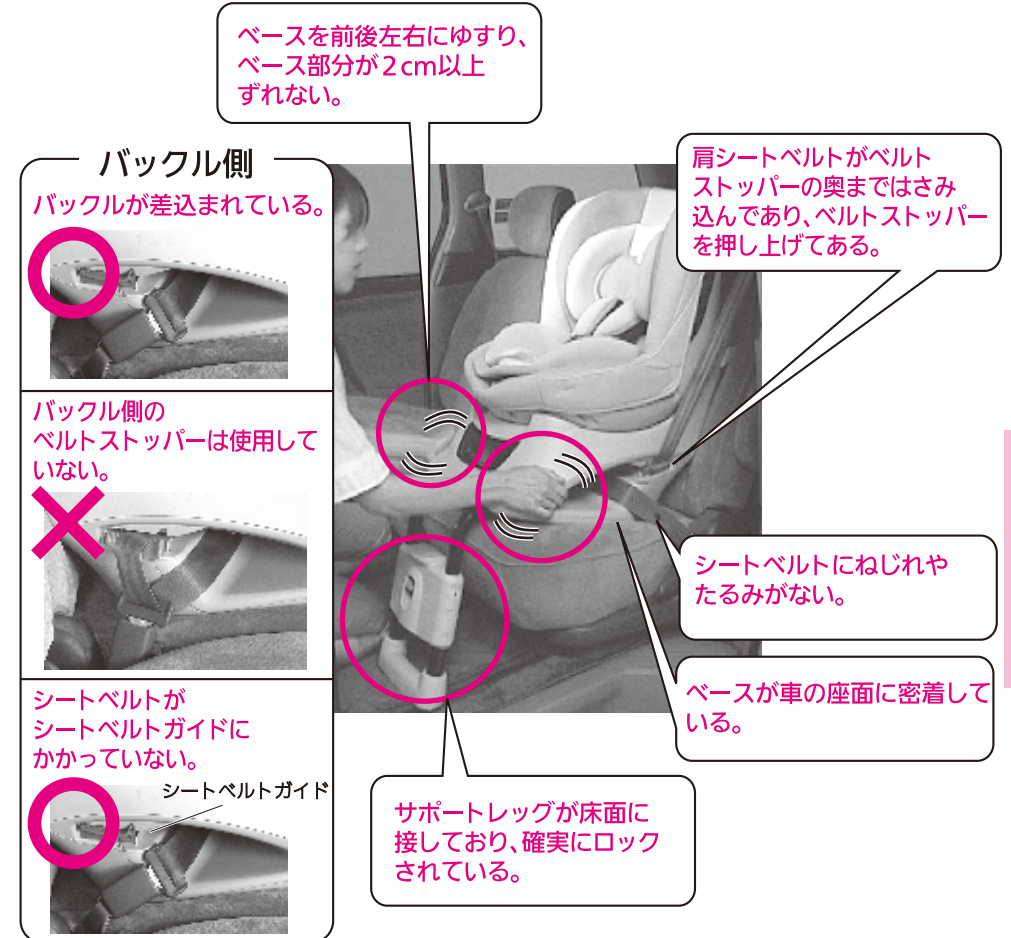 ベースを前後左右にゆすり、
ベース部分が2cm以上
ずれない。
バックル側
バックルが差込まれている。
バックル側の
ベルトストッパーは使用して
いない。
シートベルトが
シートベルトガイドに
かかっていない。
シートベルトガイド
肩シートベルトがベルト
ストッパーの奥まではさみ
込んであり、ベルトストッパー
を押し上げてある。
シートベルトにねじれや
たるみがない。
ベースが車の座面に密着して
いる。
サポートレッグが床面に
接しており、確実にロック
されている。